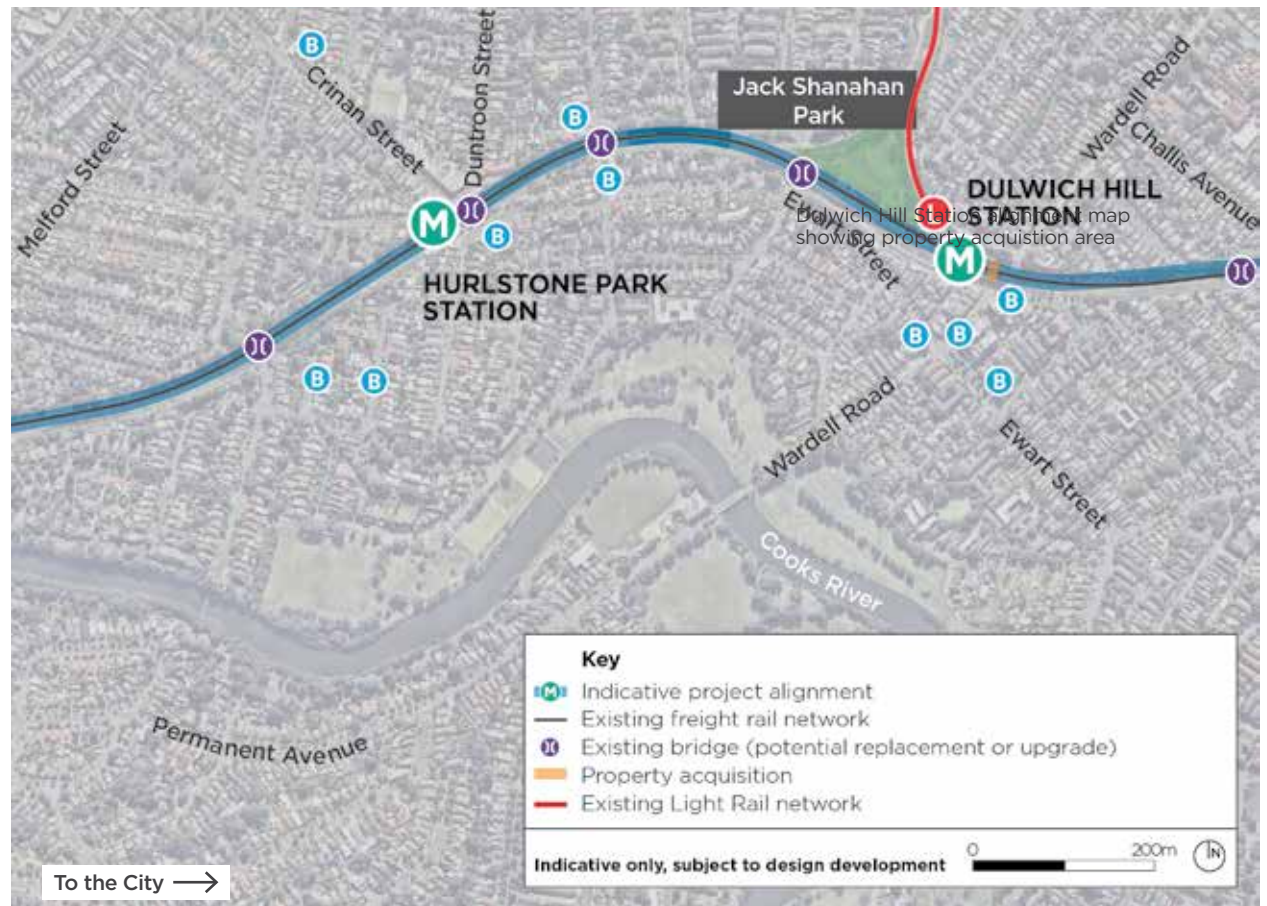 B
Crinan Street
Duntroon Street
Melford Street
B
B
B
M
HURLSTONE PARK
STATION
B
B
Jack Shanahan
Park
Wardell Road
Challis Avenue
DULWICH HILL
STATION
L
M
Dulwich Hill Station alignment map
showing property acquistion area
Ewart Street
B
B
B
B
Ewart Street
Wardell Road
Cooks River
Permanent Avenue
Key
M Indicative project alignment
Existing freight rail network
Existing bridge (potential replacement or upgrade)
Property acquisition
Existing Light Rail network
Indicative only, subject to design development
0 200m
N
To the City →